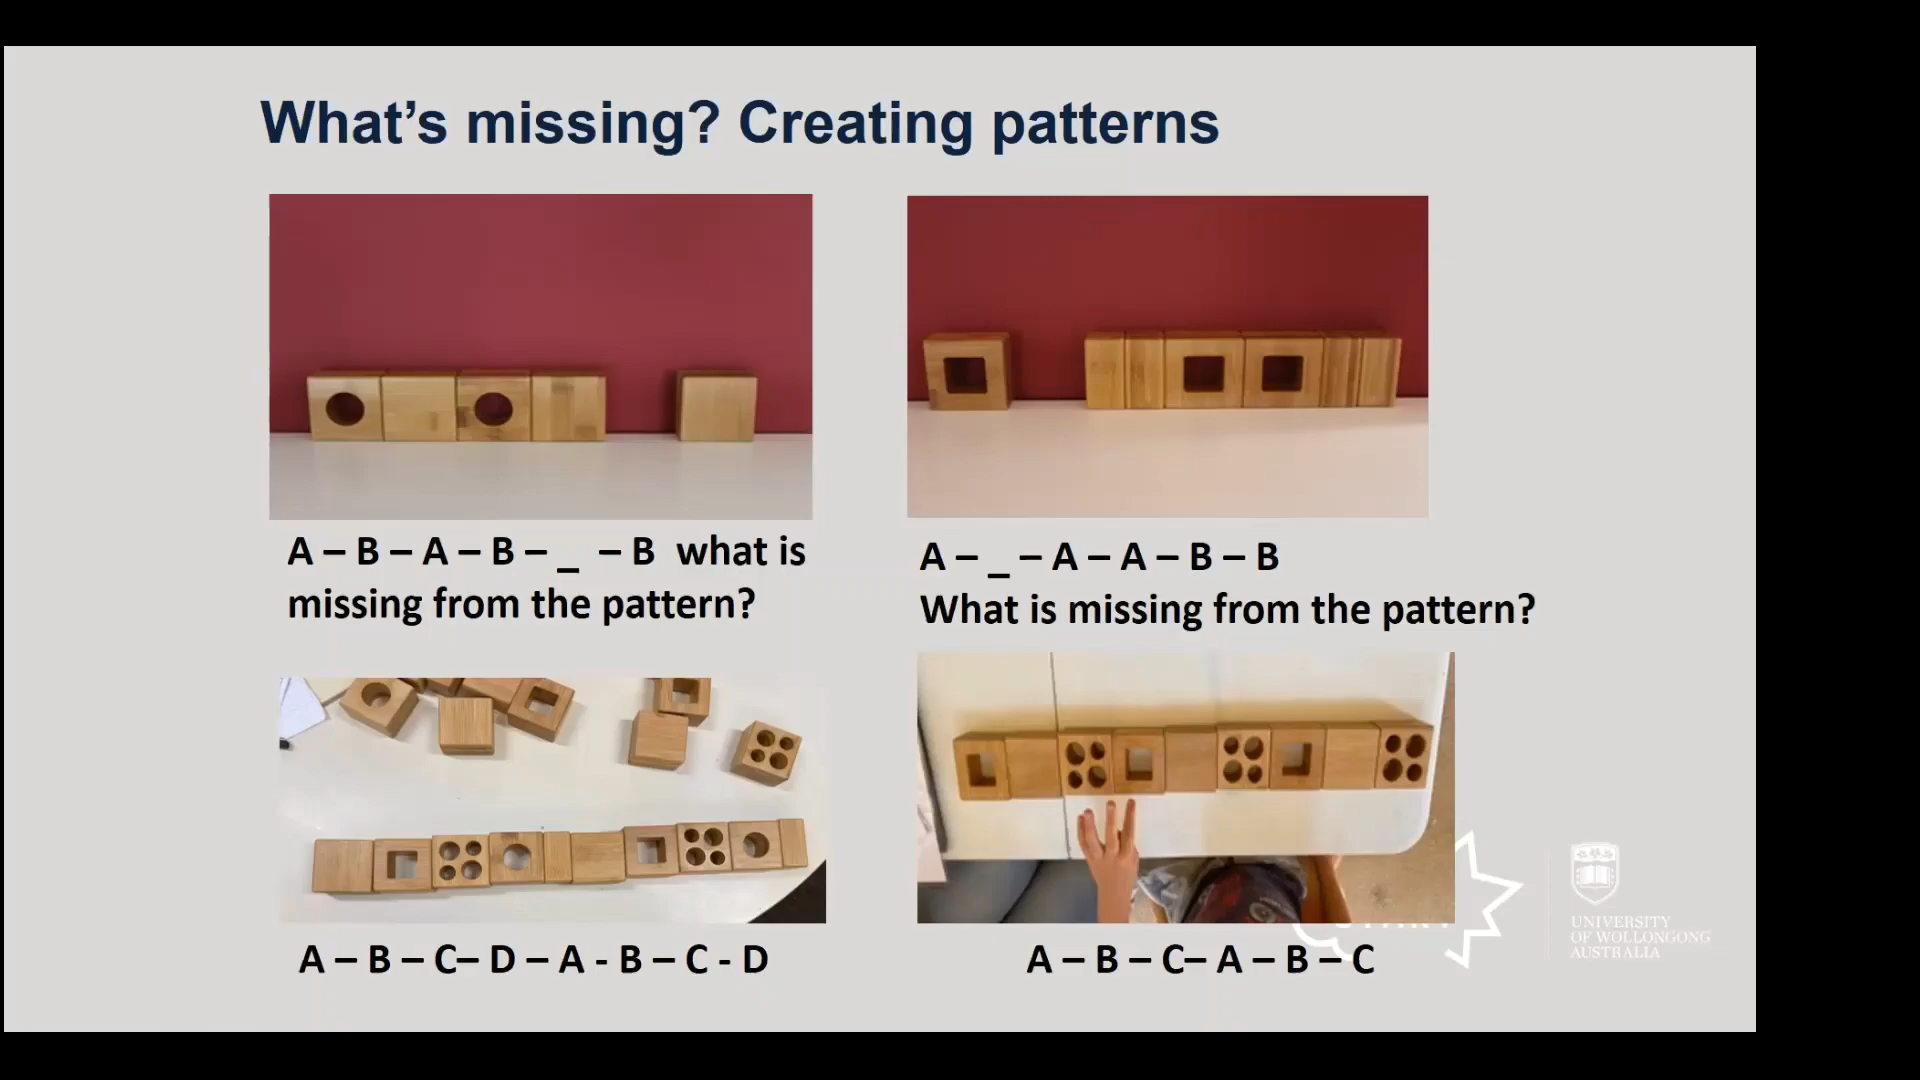 What's missing? Creating patterns
A – B – A – B – _ – B what is
missing from the pattern?
A – _ – A – A – B – B
What is missing from the pattern?
A – B – C– D – A - B – C - D
A – B – C– A – B – C
UNIVERSITY
OF WOLLONGONG
AUSTRALIA